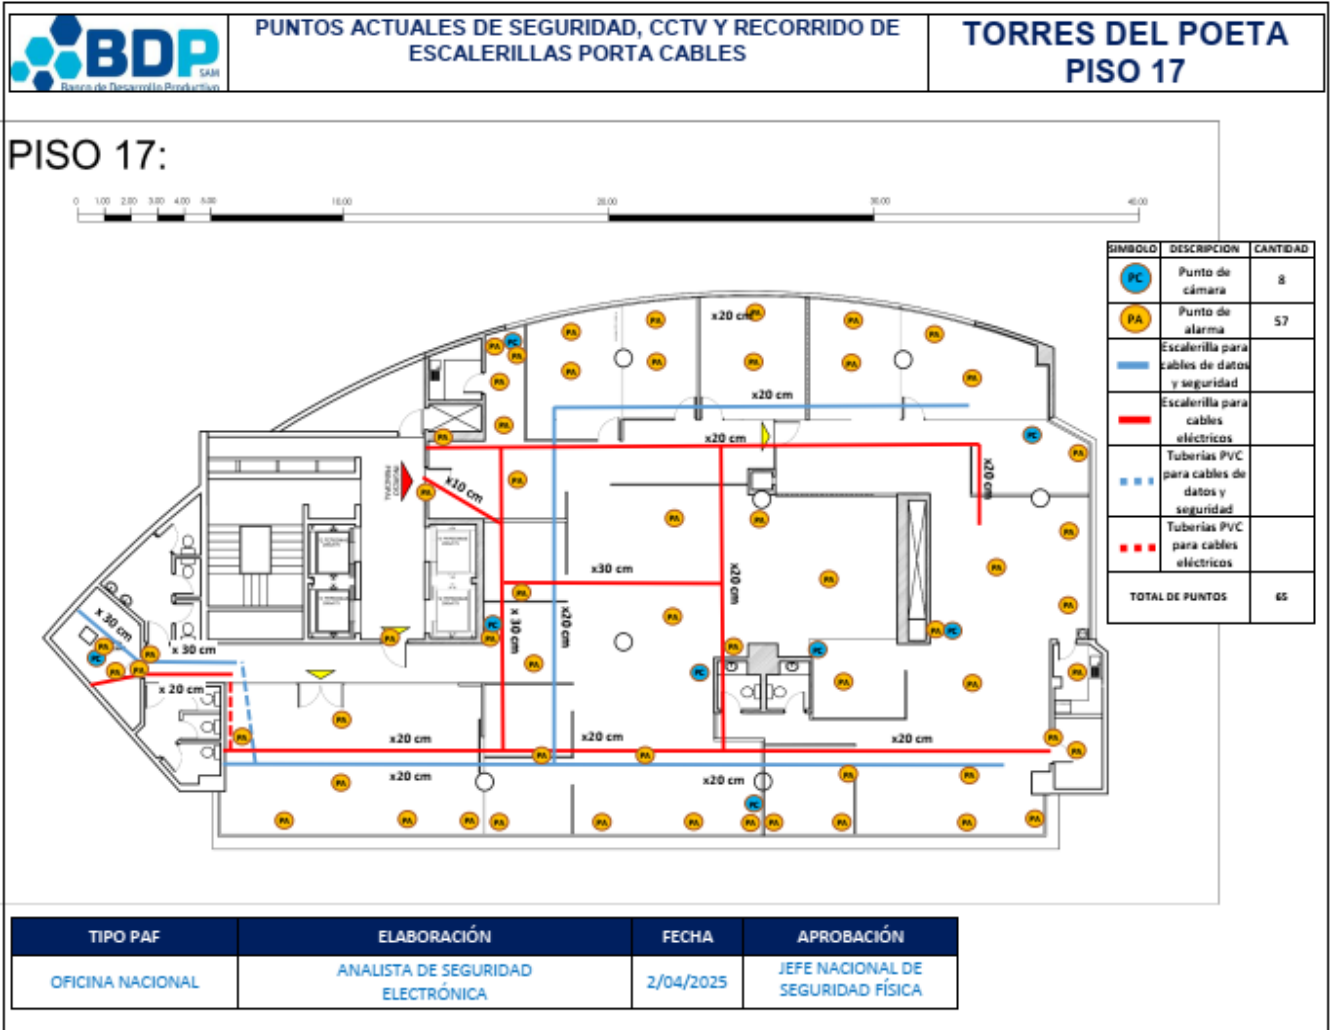 BDP
SAM
Banco de Desarrollo Productivo
PUNTOS ACTUALES DE SEGURIDAD, CCTV Y RECORRIDO DE
ESCALERILLAS PORTA CABLES
TORRES DEL POETA
PISO 17
PISO 17:
0 1.00 2.00 3.00 4.00 5.00 10.00 20.00 30.00 40.00
SIMBOLO DESCRIPCION CANTIDAD
PC Punto de cámara 8
PA Punto de alarma 57
Escalerilla para
cables de datos
y seguridad
Escalerilla para
cables
eléctricos
Tuberias PVC
para cables de
datos y
seguridad
Tuberias PVC
para cables
eléctricos
TOTAL DE PUNTOS 65
x20 cm
x20 cm
x20 cm
x20 cm
x10 cm
x30 cm
x20 cm
x 30 cm
x20 cm
x 30 cm
x 30 cm
x 20 cm
x20 cm
x20 cm
x20 cm
x20 cm
x20 cm
TIPO PAF ELABORACIÓN FECHA APROBACIÓN
OFICINA NACIONAL
ANALISTA DE SEGURIDAD
ELECTRÓNICA
2/04/2025
JEFE NACIONAL DE
SEGURIDAD FÍSICA